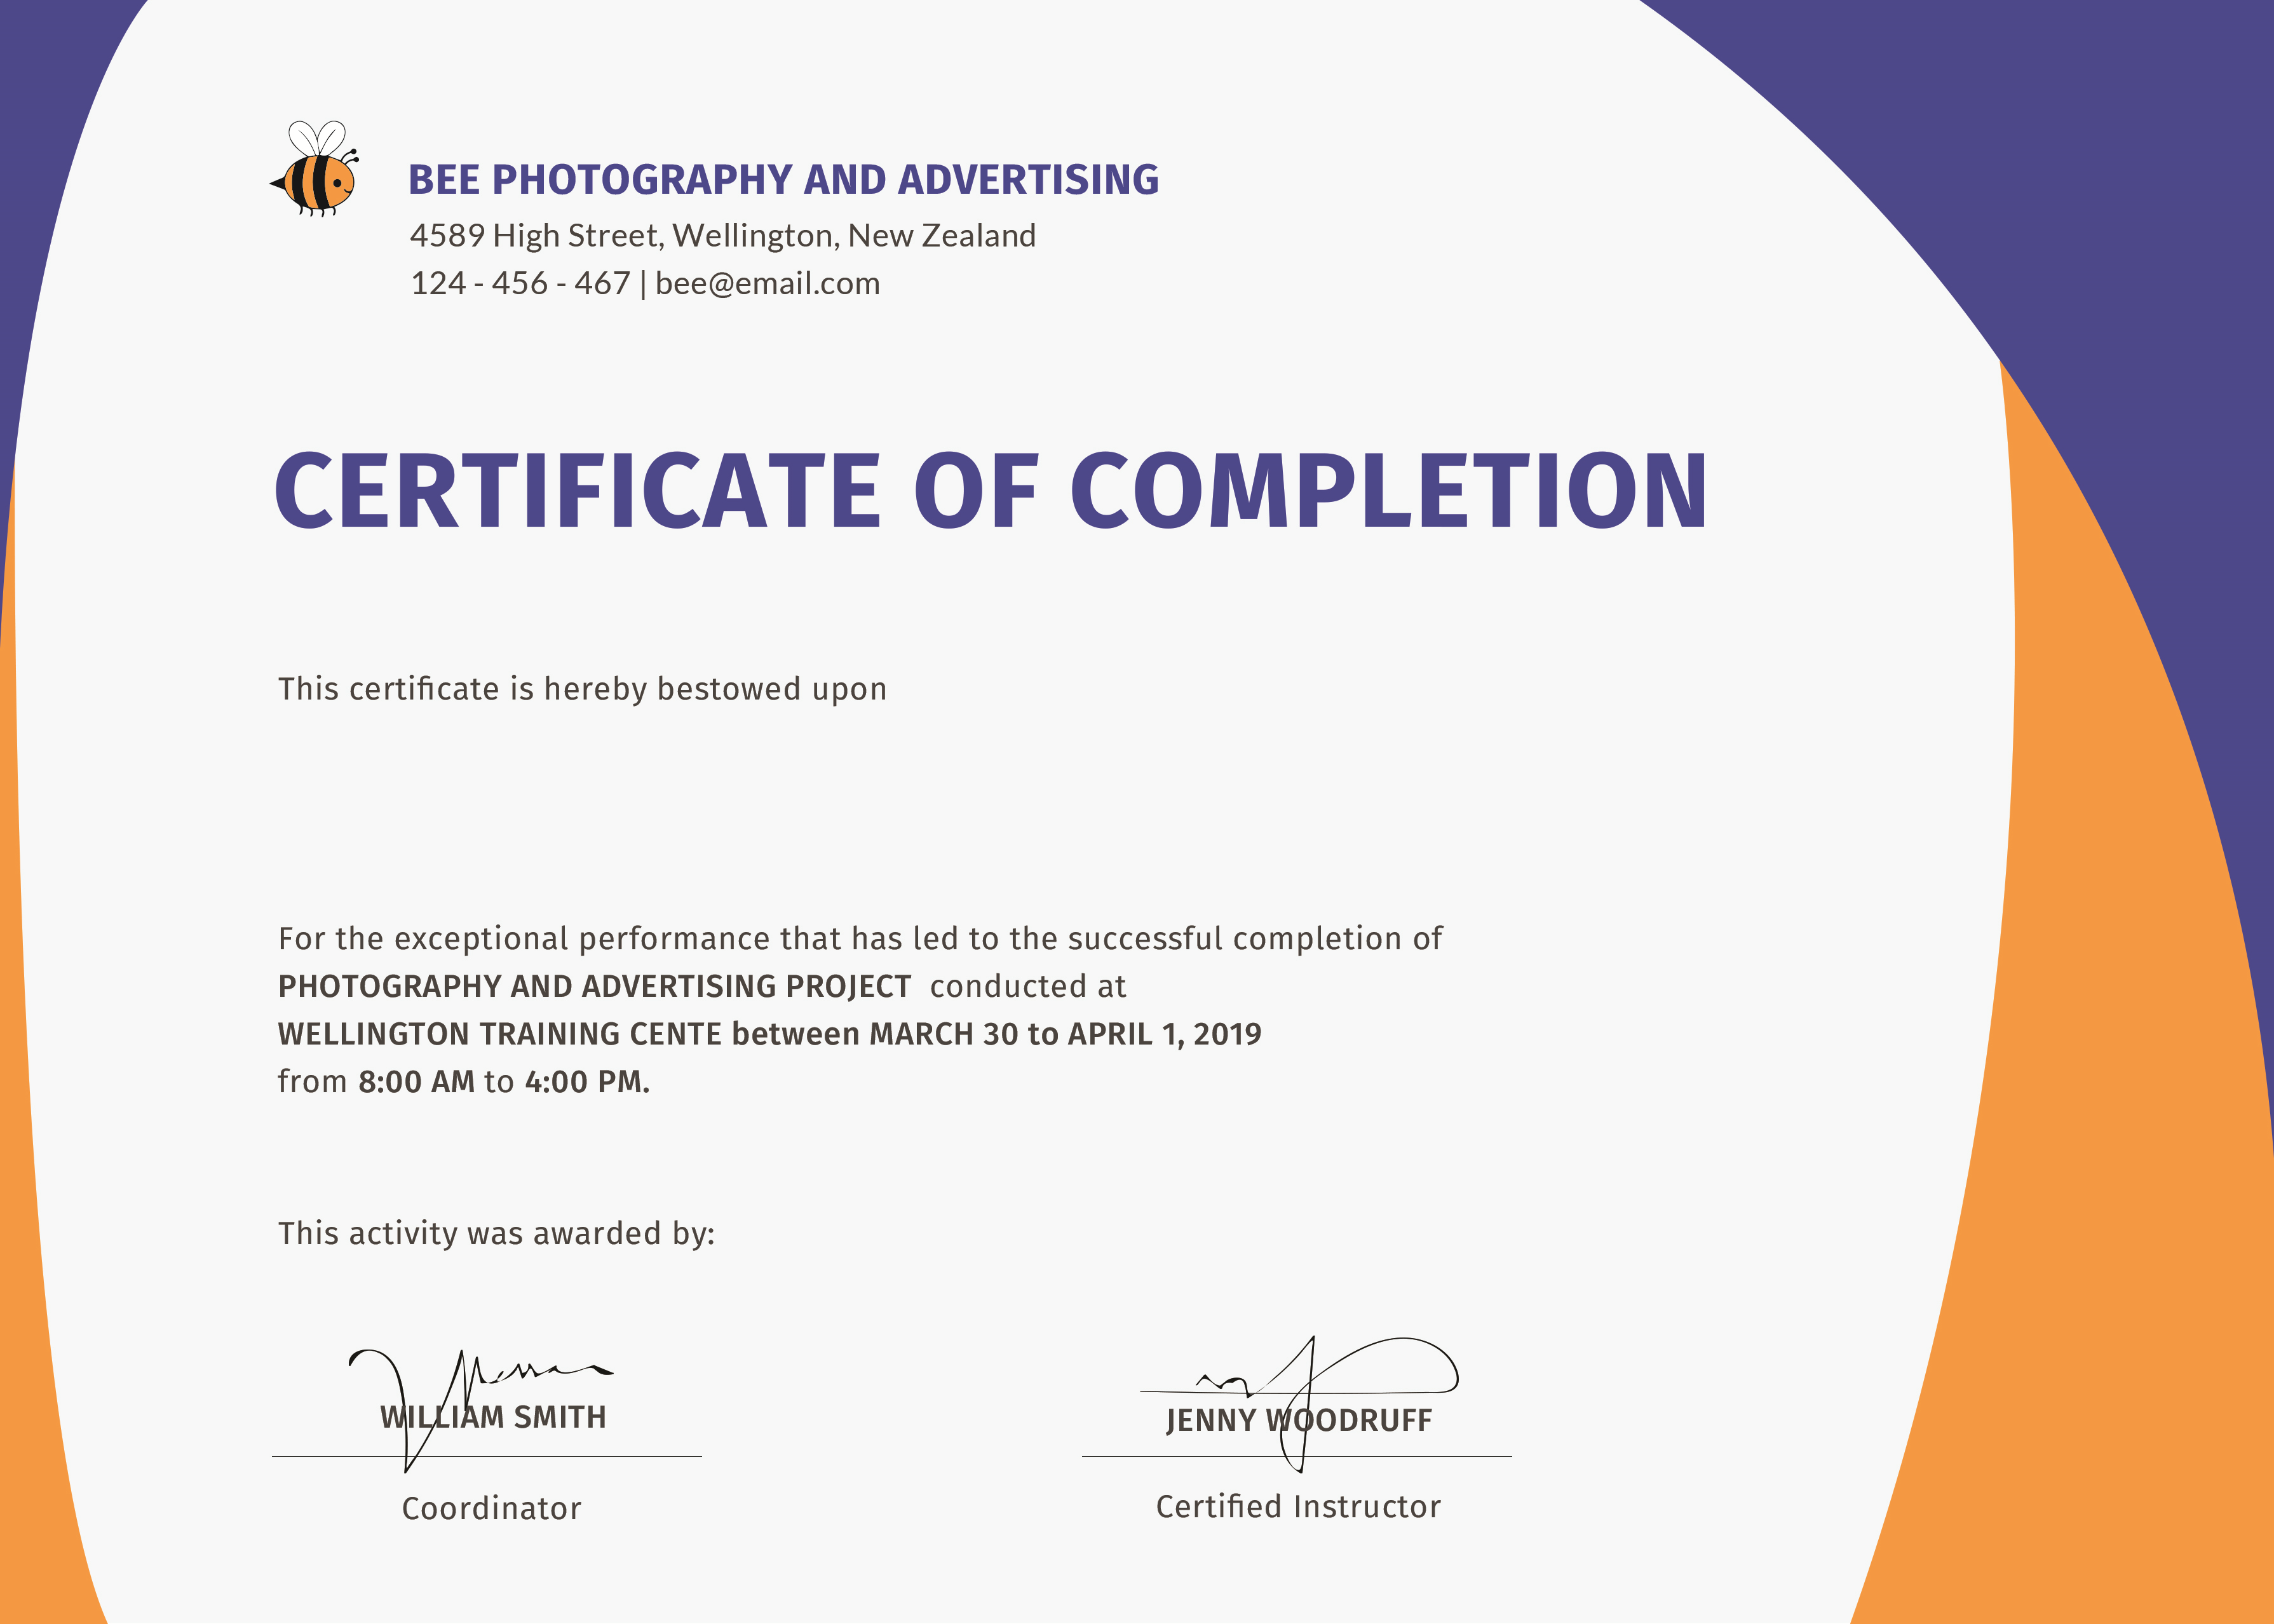 BEE PHOTOGRAPHY AND ADVERTISING
4589 High Street, Wellington, New Zealand
124 - 456 - 467 | bee@email.com
CERTIFICATE OF COMPLETION
This certificate is hereby bestowed upon
For the exceptional performance that has led to the successful completion of
PHOTOGRAPHY AND ADVERTISING PROJECT conducted at
WELLINGTON TRAINING CENTE between MARCH 30 to APRIL 1, 2019
from 8:00 AM to 4:00 PM.
This activity was awarded by:
WILLIAM SMITH
Coordinator
JENNY WOODRUFF
Certified Instructor